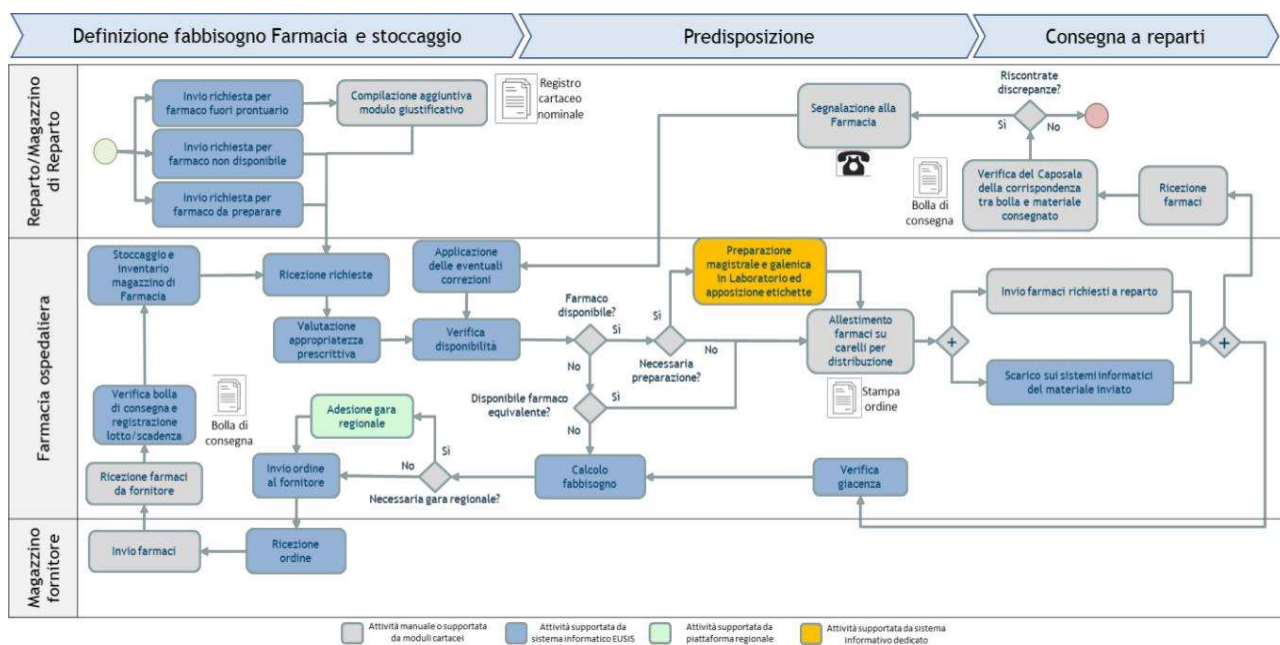 Definizione fabbisogno Farmacia e stoccaggio
Predisposizione
Consegna a reparti
Reparto/Magazzino
di Reparto
Invio richiesta per
farmaco fuori prontuario
Compilazione aggiuntiva
modulo giustificativo
Registro
cartaceo
nominale
Invio richiesta per
farmaco non disponibile
Invio richiesta per
farmaco da preparare
Segnalazione alla
Farmacia
Riscontrate
discrepanze?
Sì
No
Bolla di
consegna
Verifica del Caposala
della corrispondenza
tra bolla e materiale
consegnato
Ricezione
farmaci
Farmacia ospedaliera
Stoccaggio e
inventario
magazzino di
Farmacia
Ricezione richieste
Applicazione
delle eventuali
correzioni
Preparazione
magistrale e galenica
in Laboratorio ed
apposizione etichette
Valutazione
appropriatezza
prescrittiva
Verifica
disponibilità
Farmaco
disponibile?
Sì
No
Sì
No
Necessaria
preparazione?
Allestimento
farmaci su
carelli per
distribuzione
Stampa
ordine
Invio farmaci richiesti a reparto
Scarico sui sistemi informatici
del materiale inviato
Disponibile farmaco
equivalente?
Sì
No
Verifica bolla
di consegna e
registrazione
lotto/scadenza
Bolla di
consegna
Adesione gara
regionale
Sì
No
Necessaria gara regionale?
Invio ordine
al fornitore
Calcolo
fabbisogno
Verifica
giacenza
Ricezione farmaci
da fornitore
Magazzino
fornitore
Invio farmaci
Ricezione
ordine
Attività manuale o supportata
da moduli cartacei
Attività supportata da
sistema informatico EUSIS
Attività supportata da
piattaforma regionale
Attività supportata da sistema
informativo dedicato